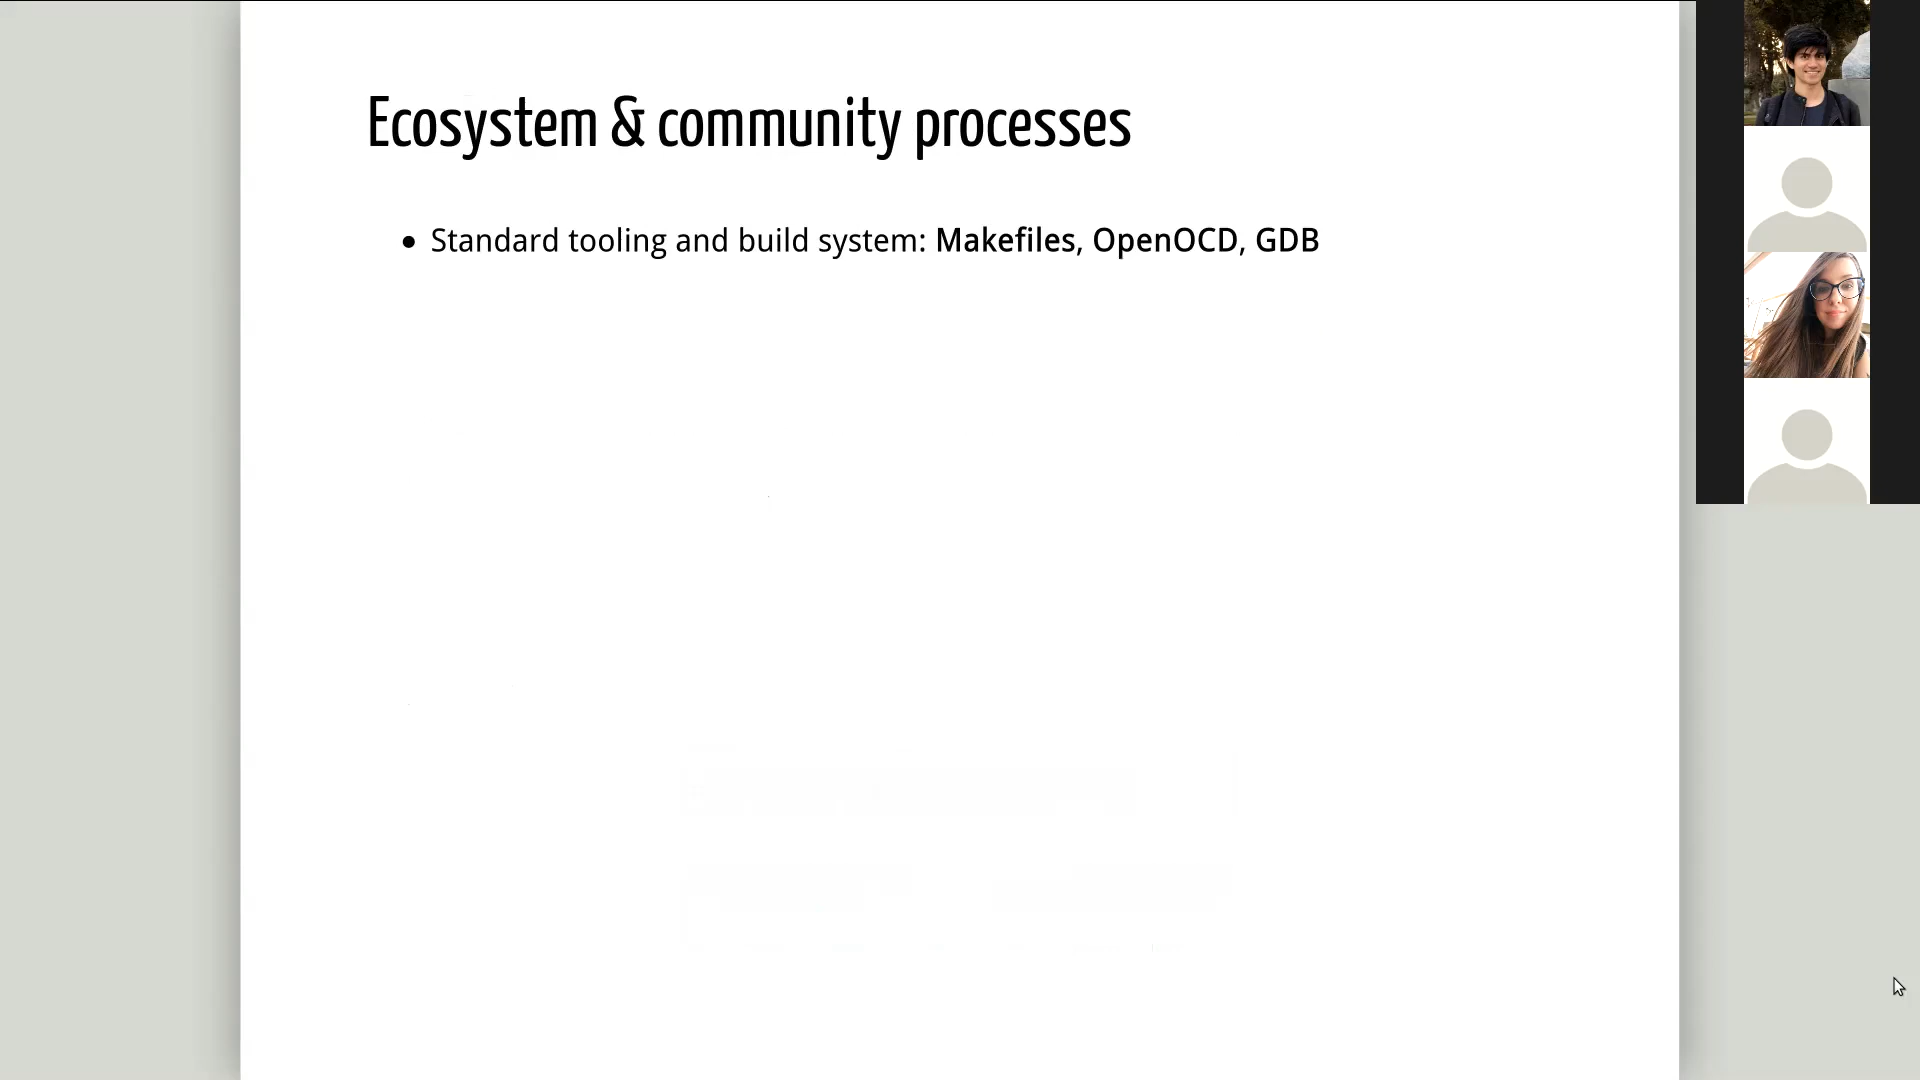 Ecosystem & community processes
• Standard tooling and build system: Makefiles, OpenOCD, GDB